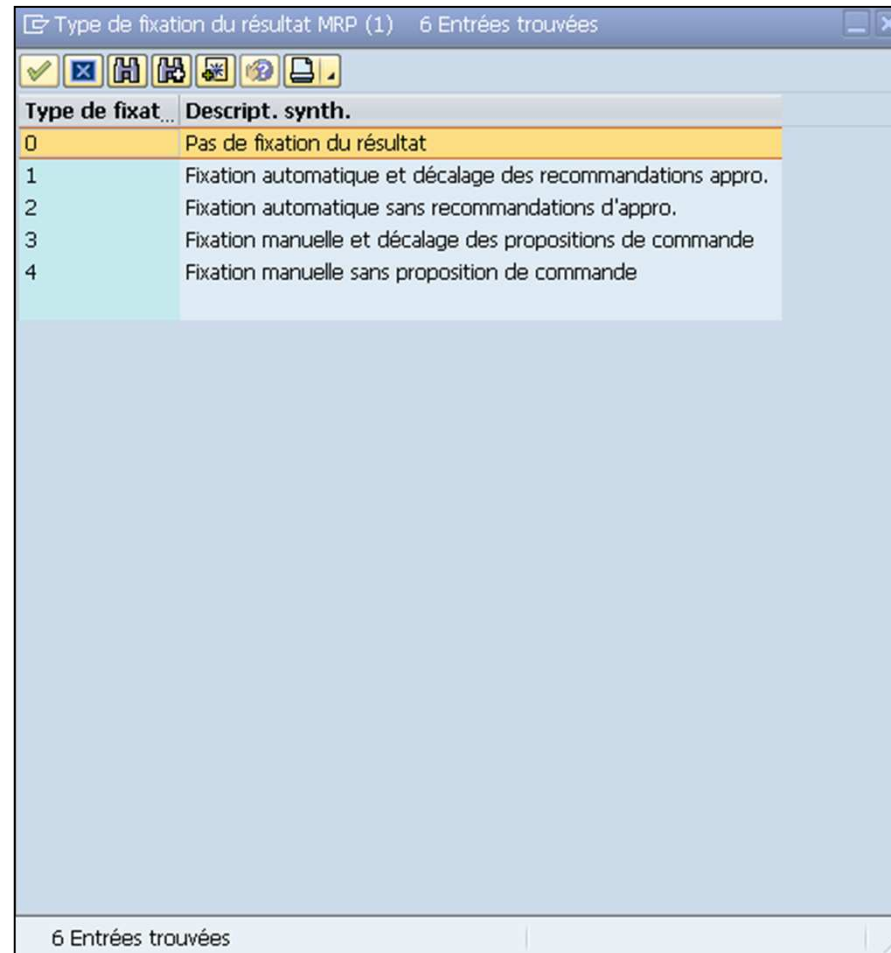 Type de fixation du résultat MRP (1) 6 Entrées trouvées
Type de fixat... Descript. synth.
0 Pas de fixation du résultat
1 Fixation automatique et décalage des recommandations appro.
2 Fixation automatique sans recommandations d'appro.
3 Fixation manuelle et décalage des propositions de commande
4 Fixation manuelle sans proposition de commande
6 Entrées trouvées